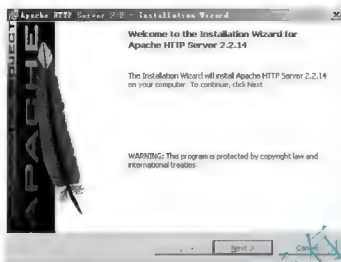 Apache HTTP Server 2.2 - Installation Wizard
Welcome to the Installation Wizard for
Apache HTTP Server 2.2.14
The Installation Wizard will install Apache HTTP Server 2.2.14
on your computer. To continue, click Next
WARNING: This program is protected by copyright law and
international treaties.
APACHE
Next >
Cancel